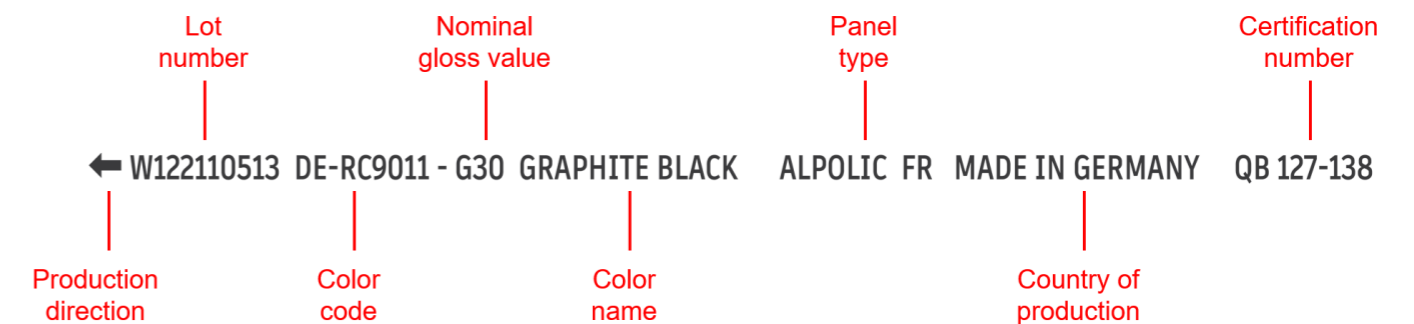 Lot
number
Nominal
gloss value
Panel
type
Certification
number
⬅ W122110513 DE-RC9011 - G30 GRAPHITE BLACK ALPOLIC FR MADE IN GERMANY QB 127-138
Production
direction
Color
code
Color
name
Country of
production